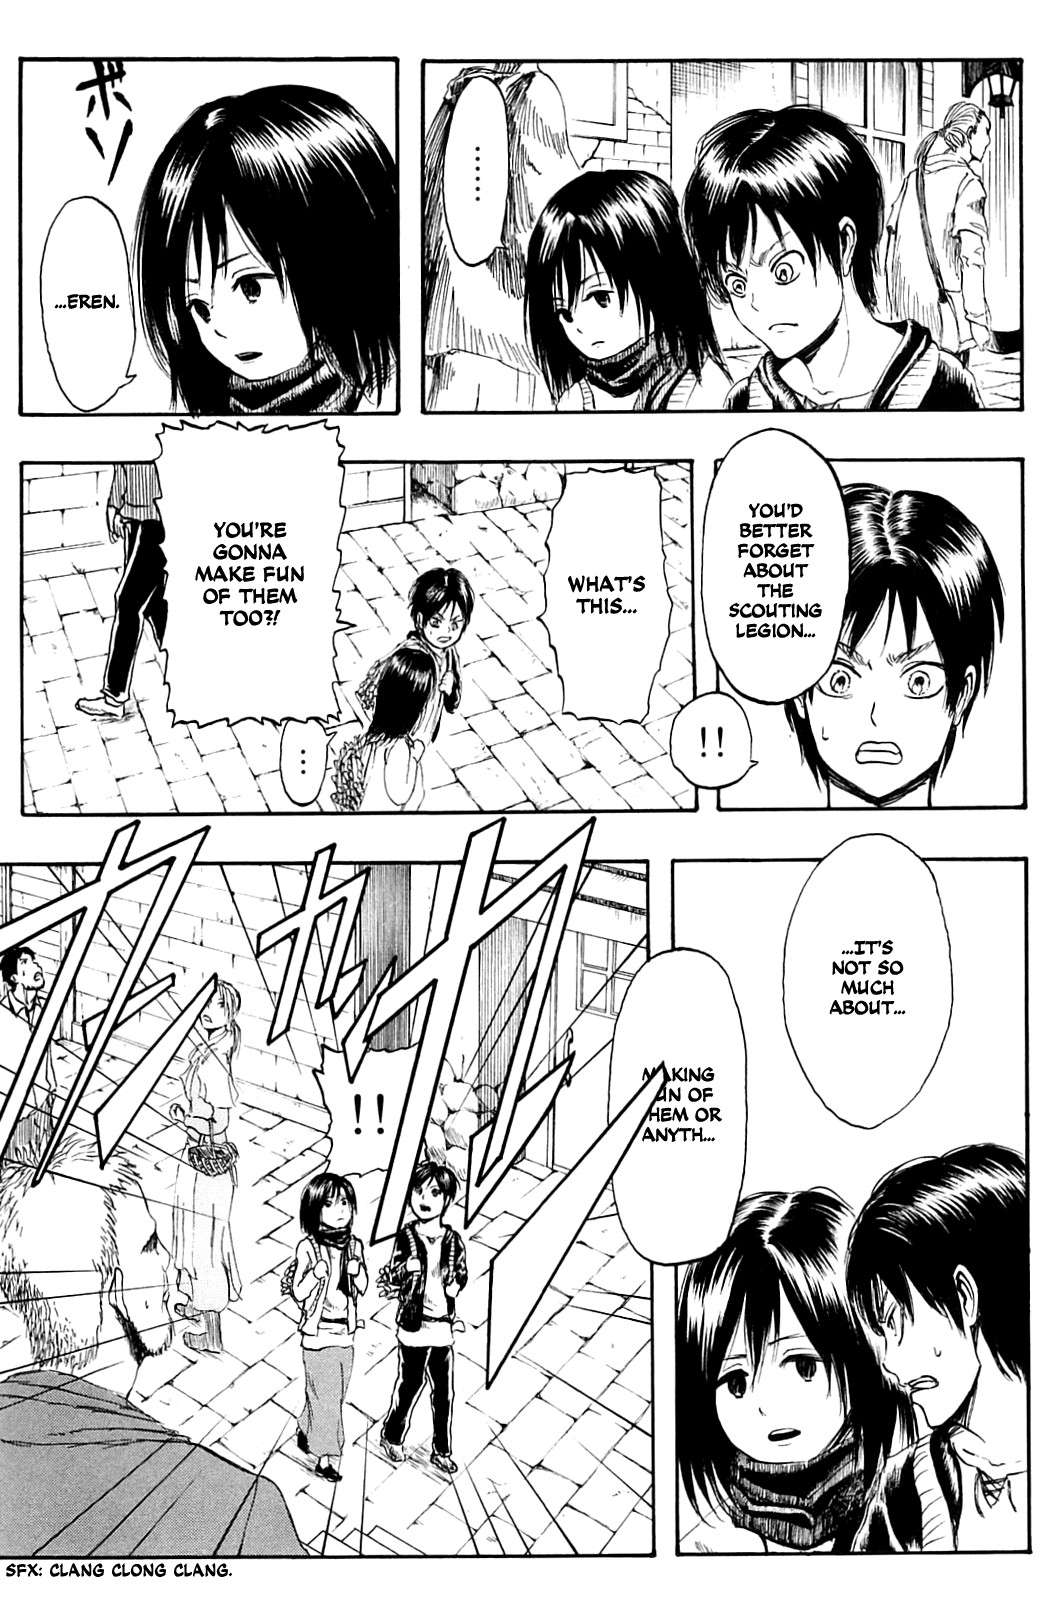 .......
ボソッ
...EREN.
YOU'D
BETTER
FORGET
ABOUT
THE
SCOUTING
LEGION...
!!
WHAT'S
THIS...
YOU'RE
GONNA
MAKE FUN
OF THEM
TOO?!
...
...IT'S
NOT SO
MUCH
ABOUT...
MAKING
FUN OF
THEM OR
ANYTH...
!!
SFX: CLANG CLONG CLANG.